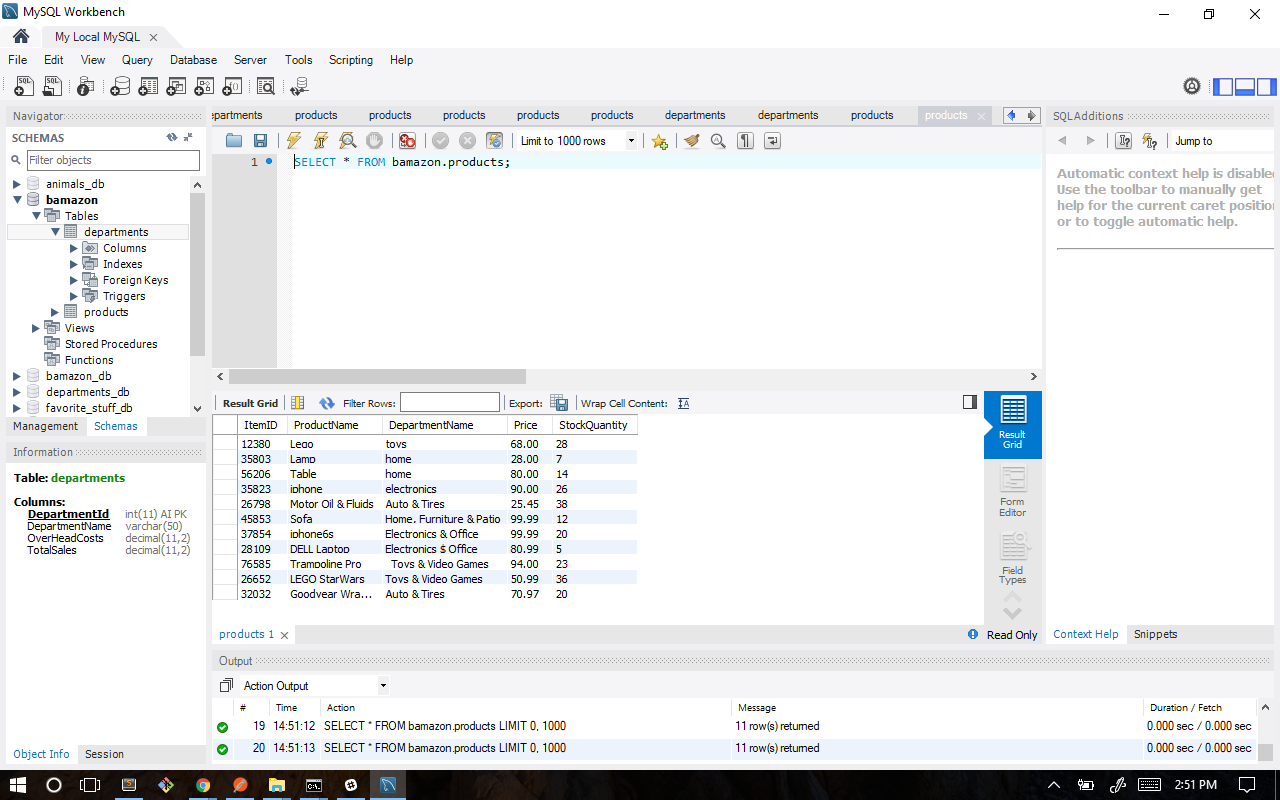 MySQL Workbench
My Local MySQL
File Edit View Query Database Server Tools Scripting Help
Navigator
SCHEMAS
Filter objects
animals_db
bamazon
Tables
departments
Columns
Indexes
Foreign Keys
Triggers
products
Views
Stored Procedures
Functions
bamazon_db
departments_db
favorite_stuff_db
Management Schemas
Information
Table: departments
Columns:
DepartmentId int(11) AI PK
DepartmentName varchar(50)
OverHeadCosts decimal(11,2)
TotalSales decimal(11,2)
Object Info Session
epartments products products products products products departments departments products products
Limit to 1000 rows
1 SELECT * FROM bamazon.products;
Result Grid Filter Rows: Export: Wrap Cell Content:
ItemID ProductName DepartmentName Price StockQuantity
12380 Lego toys 68.00 28
35803 Lamp home 28.00 7
56206 Table home 80.00 14
35823 iphone electronics 90.00 26
26798 Motor Oil & Fluids Auto & Tires 25.45 38
45853 Sofa Home, Furniture & Patio 99.99 12
37854 iphone6s Electronics & Office 99.99 20
28109 DELL Laptop Electronics $ Office 80.99 5
76585 Trampoline Pro Toys & Video Games 94.00 23
26652 LEGO StarWars Toys & Video Games 50.99 36
32032 Goodyear Wra... Auto & Tires 70.97 20
Result Grid
Form Editor
Field Types
products 1
Read Only
SQLAdditions
Jump to
Automatic context help is disable
Use the toolbar to manually get
help for the current caret position
or to toggle automatic help.
Context Help Snippets
Output
Action Output
# Time Action Message Duration / Fetch
19 14:51:12 SELECT * FROM bamazon.products LIMIT 0, 1000 11 row(s) returned 0.000 sec / 0.000 sec
20 14:51:13 SELECT * FROM bamazon.products LIMIT 0, 1000 11 row(s) returned 0.000 sec / 0.000 sec
2:51 PM